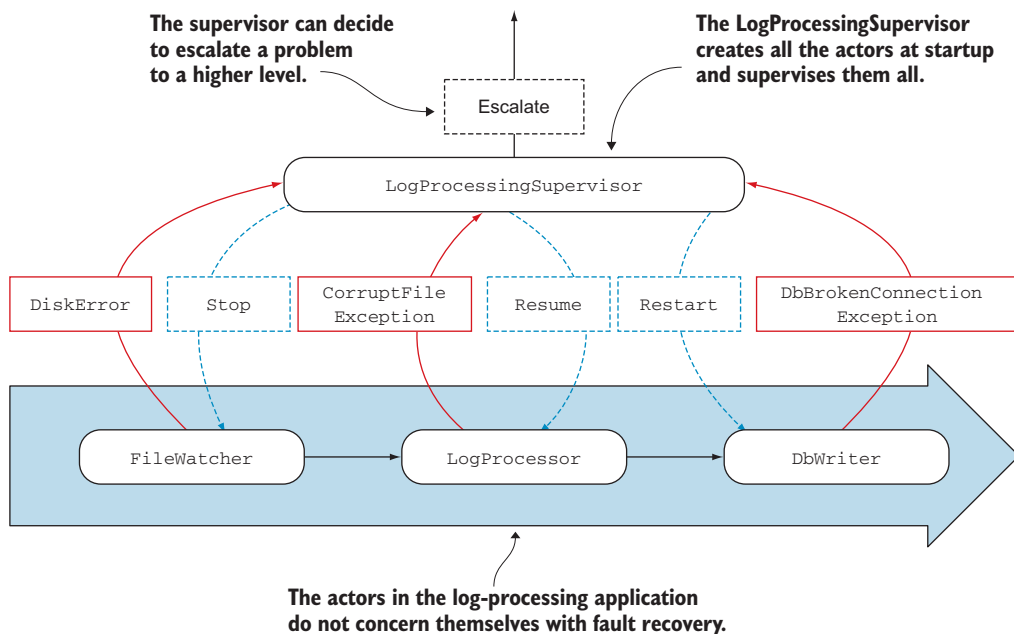 The supervisor can decide
to escalate a problem
to a higher level.
The LogProcessingSupervisor
creates all the actors at startup
and supervises them all.
Escalate
LogProcessingSupervisor
DiskError
Stop
CorruptFile
Exception
Resume
Restart
DbBrokenConnection
Exception
FileWatcher
LogProcessor
DbWriter
The actors in the log-processing application
do not concern themselves with fault recovery.